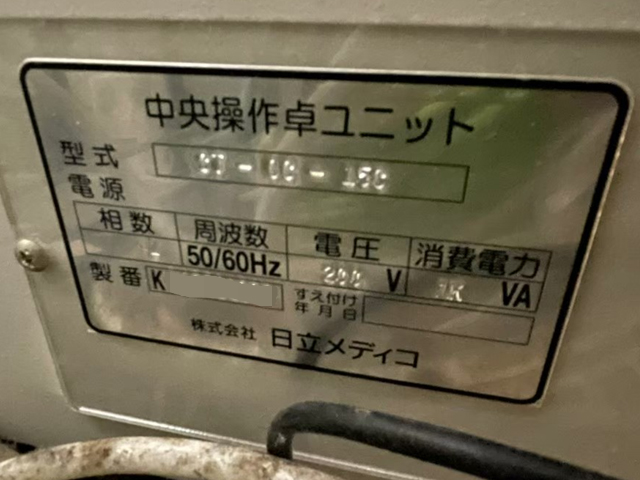 中央操作卓ユニット
型式
電源
相数 周波数 電圧 消費電力
50/60Hz 200 V 1K VA
製番 K すえ付け年月日
株式会社 日立メディコ